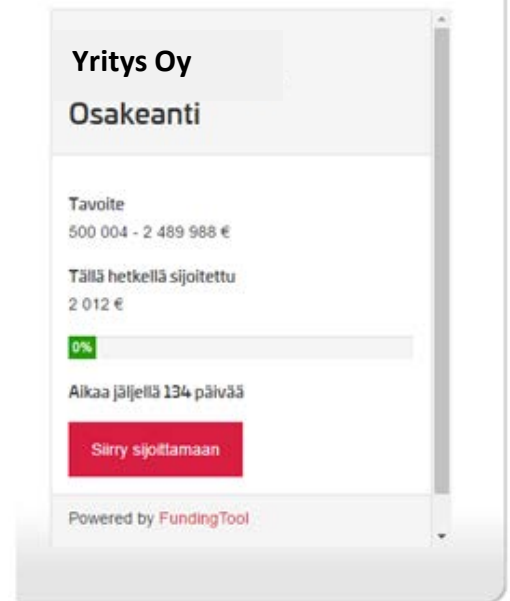 Yritys Oy
Osakeanti
Tavoite
500 004 - 2 489 988 €
Tällä hetkellä sijoitettu
2 012 €
0%
Aikaa jäljellä 134 päivää
Siirry sijoittamaan
Powered by FundingTool